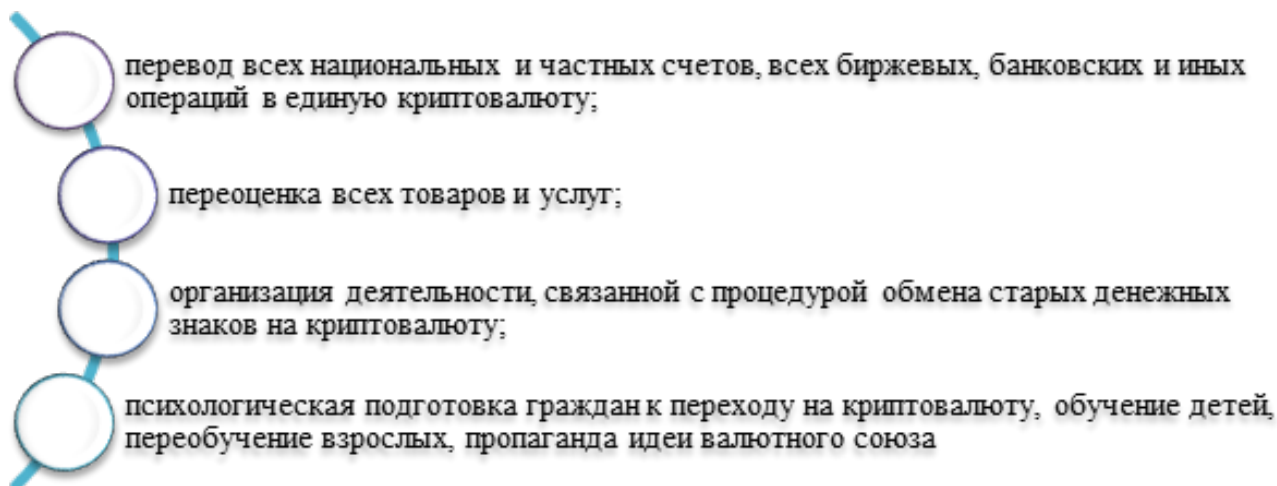 перевод всех национальных и частных счетов, всех биржевых, банковских и иных
операций в единую криптовалюту;
переоценка всех товаров и услуг;
организация деятельности, связанной с процедурой обмена старых денежных
знаков на криптовалюту;
психологическая подготовка граждан к переходу на криптовалюту, обучение детей,
переобучение взрослых, пропаганда идеи валютного союза